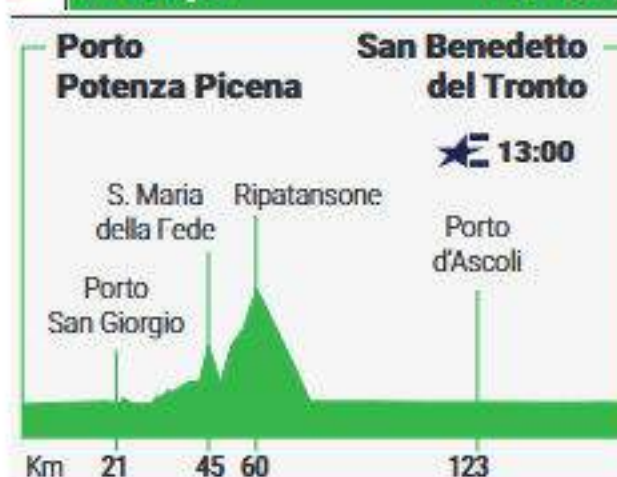 Porto
Potenza Picena
San Benedetto
del Tronto
13:00
S. Maria
della Fede
Ripatansone
Porto
d'Ascoli
Porto
San Giorgio
Km 21 45 60 123